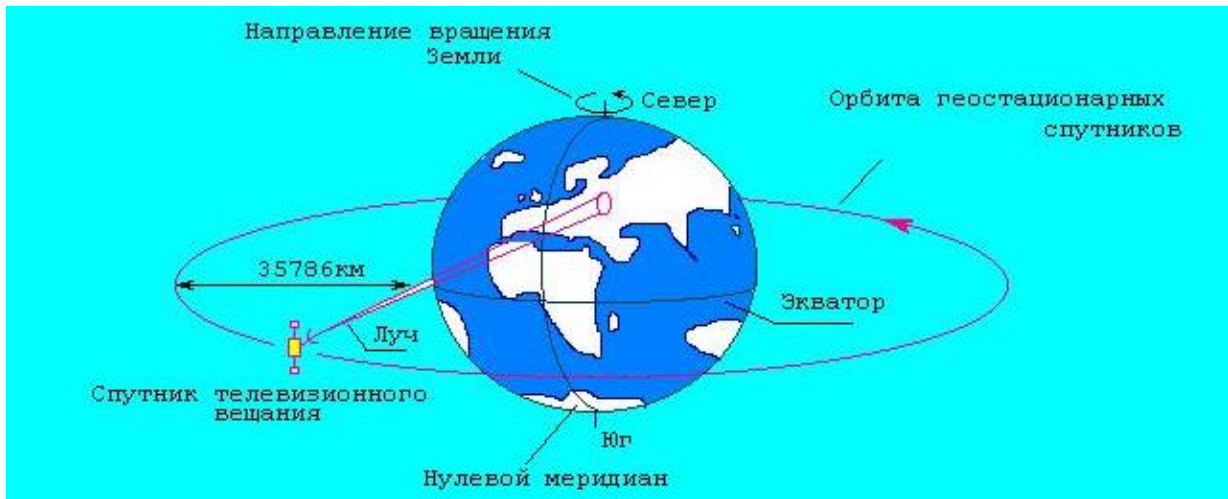 Направление вращения
Земли
Север
Орбита геостационарных
спутников
35786км
Экватор
Луч
Спутник телевизионного
вещания
Юг
Нулевой меридиан